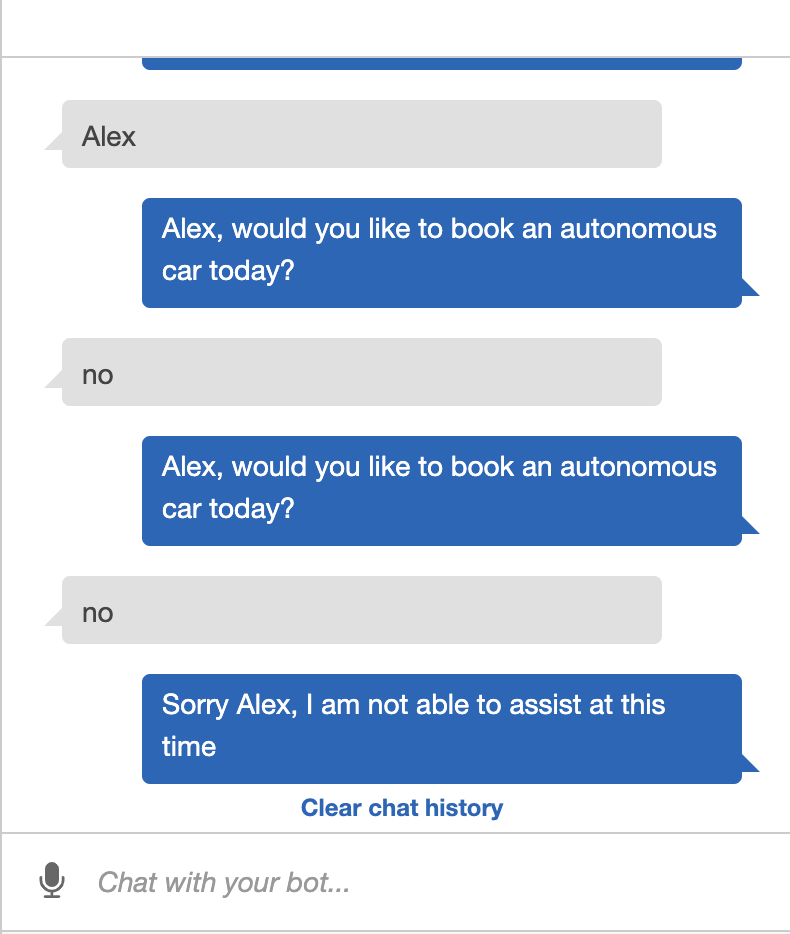 Alex
Alex, would you like to book an autonomous
car today?
no
Alex, would you like to book an autonomous
car today?
no
Sorry Alex, I am not able to assist at this
time
Clear chat history
Chat with your bot...